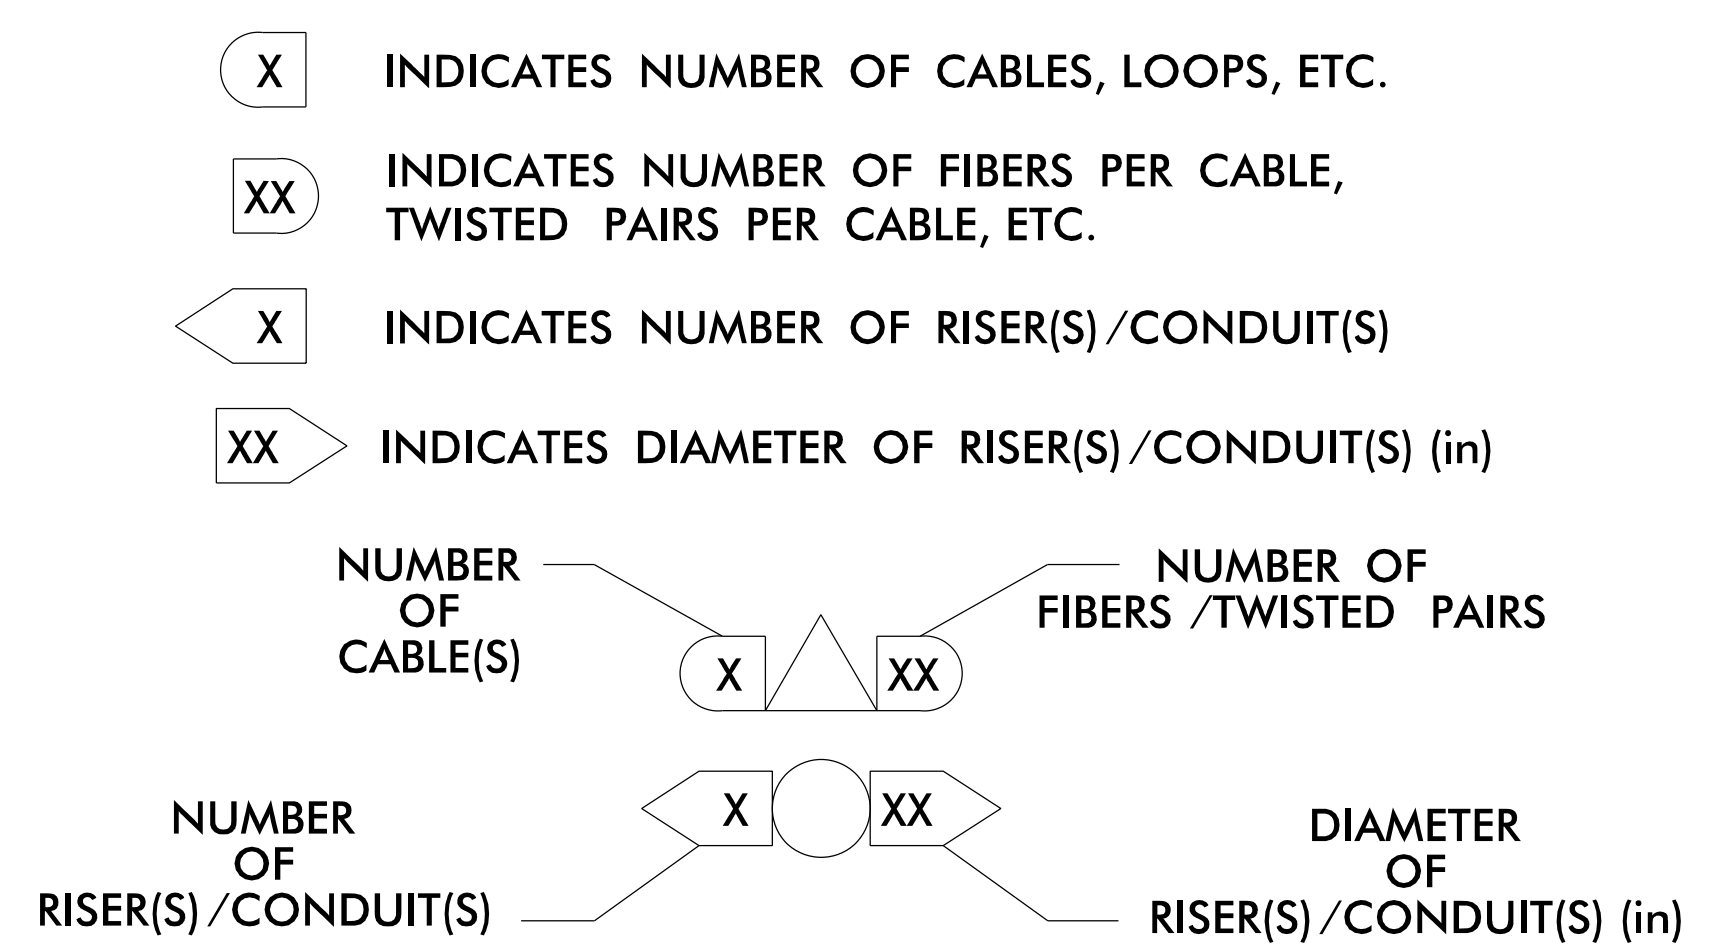 X INDICATES NUMBER OF CABLES, LOOPS, ETC.
XX INDICATES NUMBER OF FIBERS PER CABLE,
TWISTED PAIRS PER CABLE, ETC.
X INDICATES NUMBER OF RISER(S)/CONDUIT(S)
XX INDICATES DIAMETER OF RISER(S)/CONDUIT(S) (in)
NUMBER
OF
CABLE(S)
NUMBER OF
FIBERS /TWISTED PAIRS
X XX
X XX
NUMBER
OF
RISER(S)/CONDUIT(S)
DIAMETER
OF
RISER(S)/CONDUIT(S) (in)